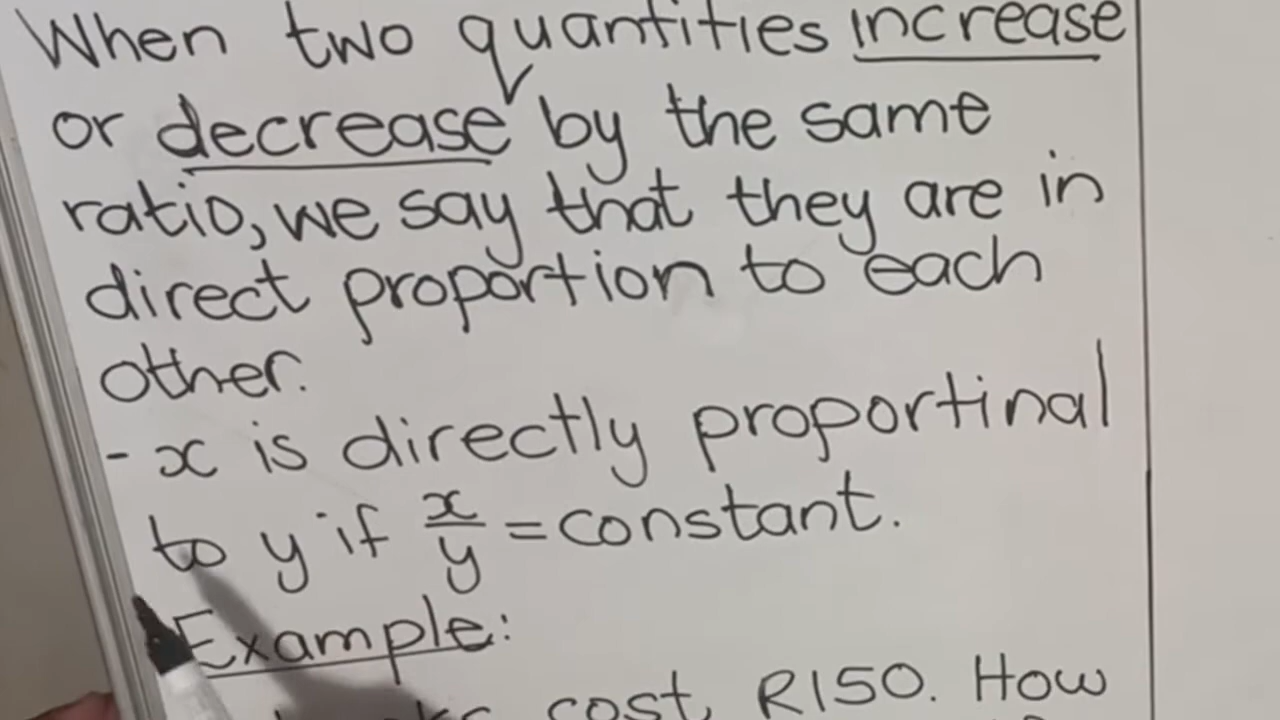 When two quantities increase
or decrease by the same
ratio, we say that they are in
direct proportion to each
other.
- x is directly proportinal
to y if x/y = constant.
Example:
cost R150. How